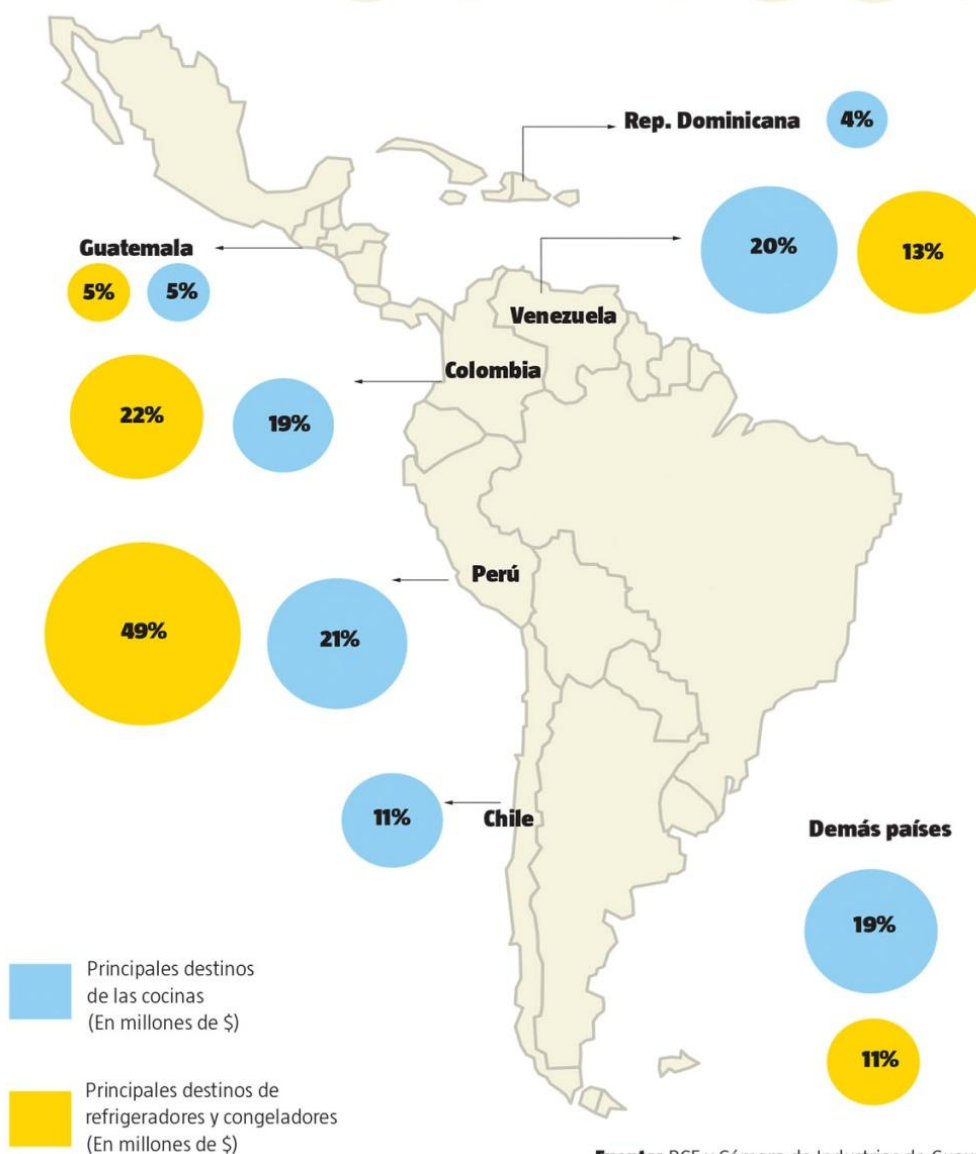 Rep. Dominicana
4%
Guatemala
5%
5%
20%
13%
Venezuela
Colombia
22%
19%
Perú
49%
21%
Chile
11%
Demás países
19%
11%
Principales destinos
de las cocinas
(En millones de $)
Principales destinos de
refrigeradores y congeladores
(En millones de $)